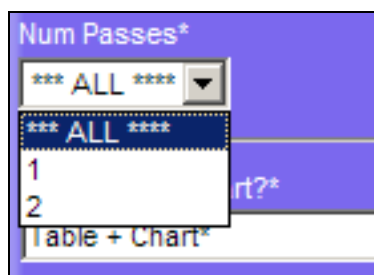 Num Passes*
*** ALL ****
*** ALL ****
1
2
rt?*
Table + Chart*